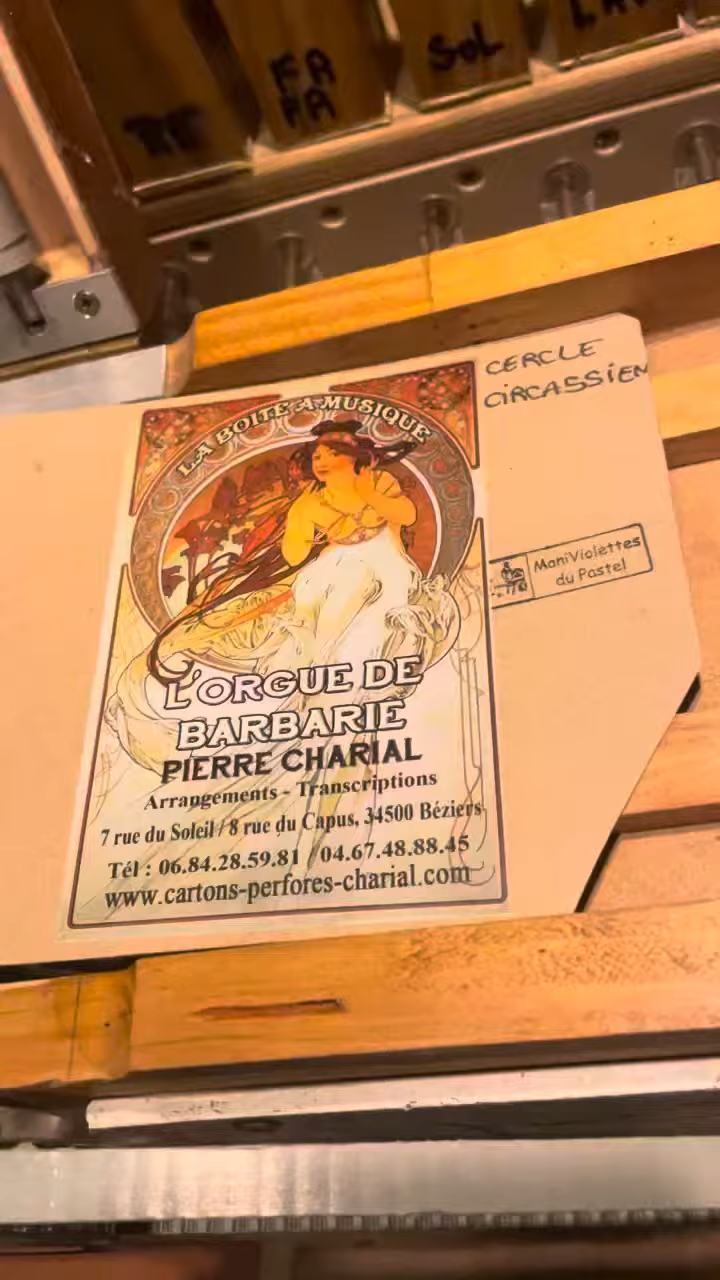 FA
FA
SOL
CERCLE
CIRCASSIEN
LA BOITE A MUSIQUE
ManiViolettes
du Pastel
L'ORGUE DE
BARBARIE
PIERRE CHARIAL
Arrangements - Transcriptions
7 rue du Soleil / 8 rue du Capus, 34500 Béziers
Tél : 06.84.28.59.81 / 04.67.48.88.45
www.cartons-perfores-charial.com